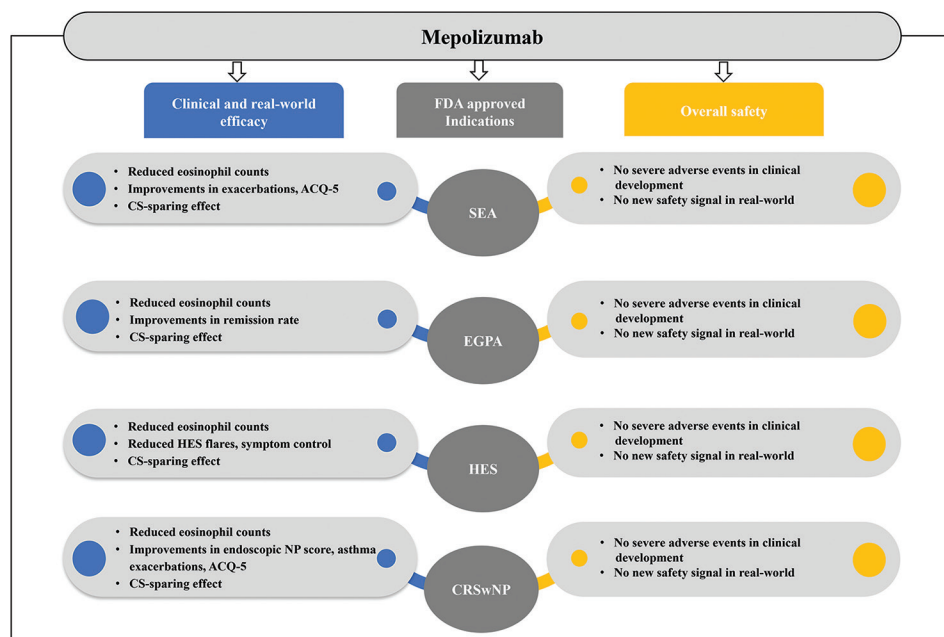 Mepolizumab
Clinical and real-world
efficacy
FDA approved
Indications
Overall safety
• Reduced eosinophil counts
• Improvements in exacerbations, ACQ-5
• CS-sparing effect
SEA
• No severe adverse events in clinical
development
• No new safety signal in real-world
• Reduced eosinophil counts
• Improvements in remission rate
• CS-sparing effect
EGPA
• No severe adverse events in clinical
development
• No new safety signal in real-world
• Reduced eosinophil counts
• Reduced HES flares, symptom control
• CS-sparing effect
HES
• No severe adverse events in clinical
development
• No new safety signal in real-world
• Reduced eosinophil counts
• Improvements in endoscopic NP score, asthma
exacerbations, ACQ-5
• CS-sparing effect
CRSwNP
• No severe adverse events in clinical
development
• No new safety signal in real-world